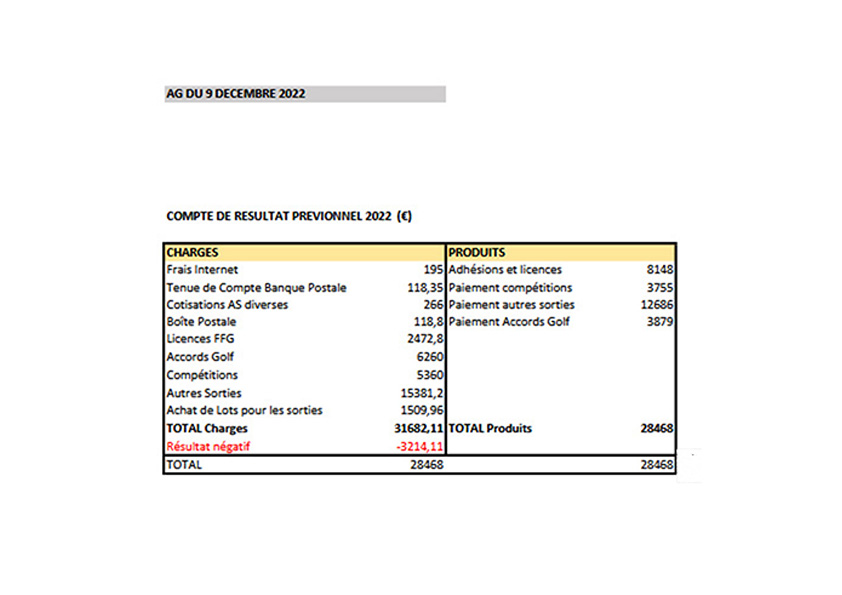 AG DU 9 DECEMBRE 2022
COMPTE DE RESULTAT PREVIONNEL 2022 (€)
CHARGES PRODUITS
Frais Internet 195 Adhésions et licences 8148
Tenue de Compte Banque Postale 118,35 Paiement compétitions 3755
Cotisations AS diverses 266 Paiement autres sorties 12686
Boîte Postale 118,8 Paiement Accords Golf 3879
Licences FFG 2472,8
Accords Golf 6260
Compétitions 5360
Autres Sorties 15381,2
Achat de Lots pour les sorties 1509,96
TOTAL Charges 31682,11 TOTAL Produits 28468
Résultat négatif -3214,11
TOTAL 28468 28468